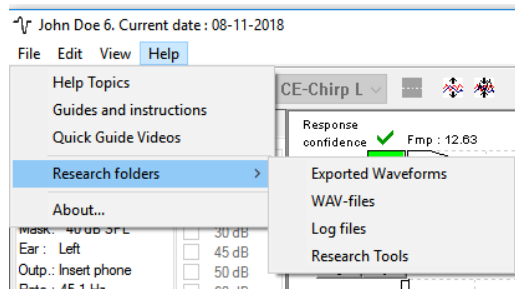 John Doe 6. Current date : 08-11-2018
File Edit View Help
Help Topics
Guides and instructions
Quick Guide Videos
Research folders
About...
CE-Chirp L
Response
confidence
Fmp : 12.63
Exported Waveforms
WAV-files
Log files
Research Tools
Mask: 40 dB SPL
30 dB
Ear : Left
45 dB
Outp.: Insert phone
50 dB
Rate : 45.1 Hz